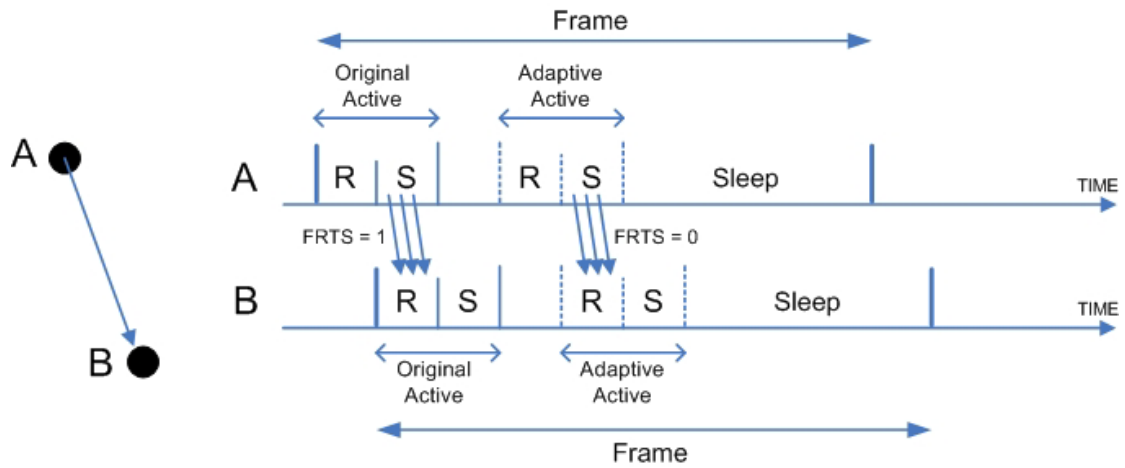 Frame
Original Adaptive
Active Active
A
A R S R S Sleep TIME
FRTS = 1 FRTS = 0
B R S R S Sleep TIME
B
Original Adaptive
Active Active
Frame